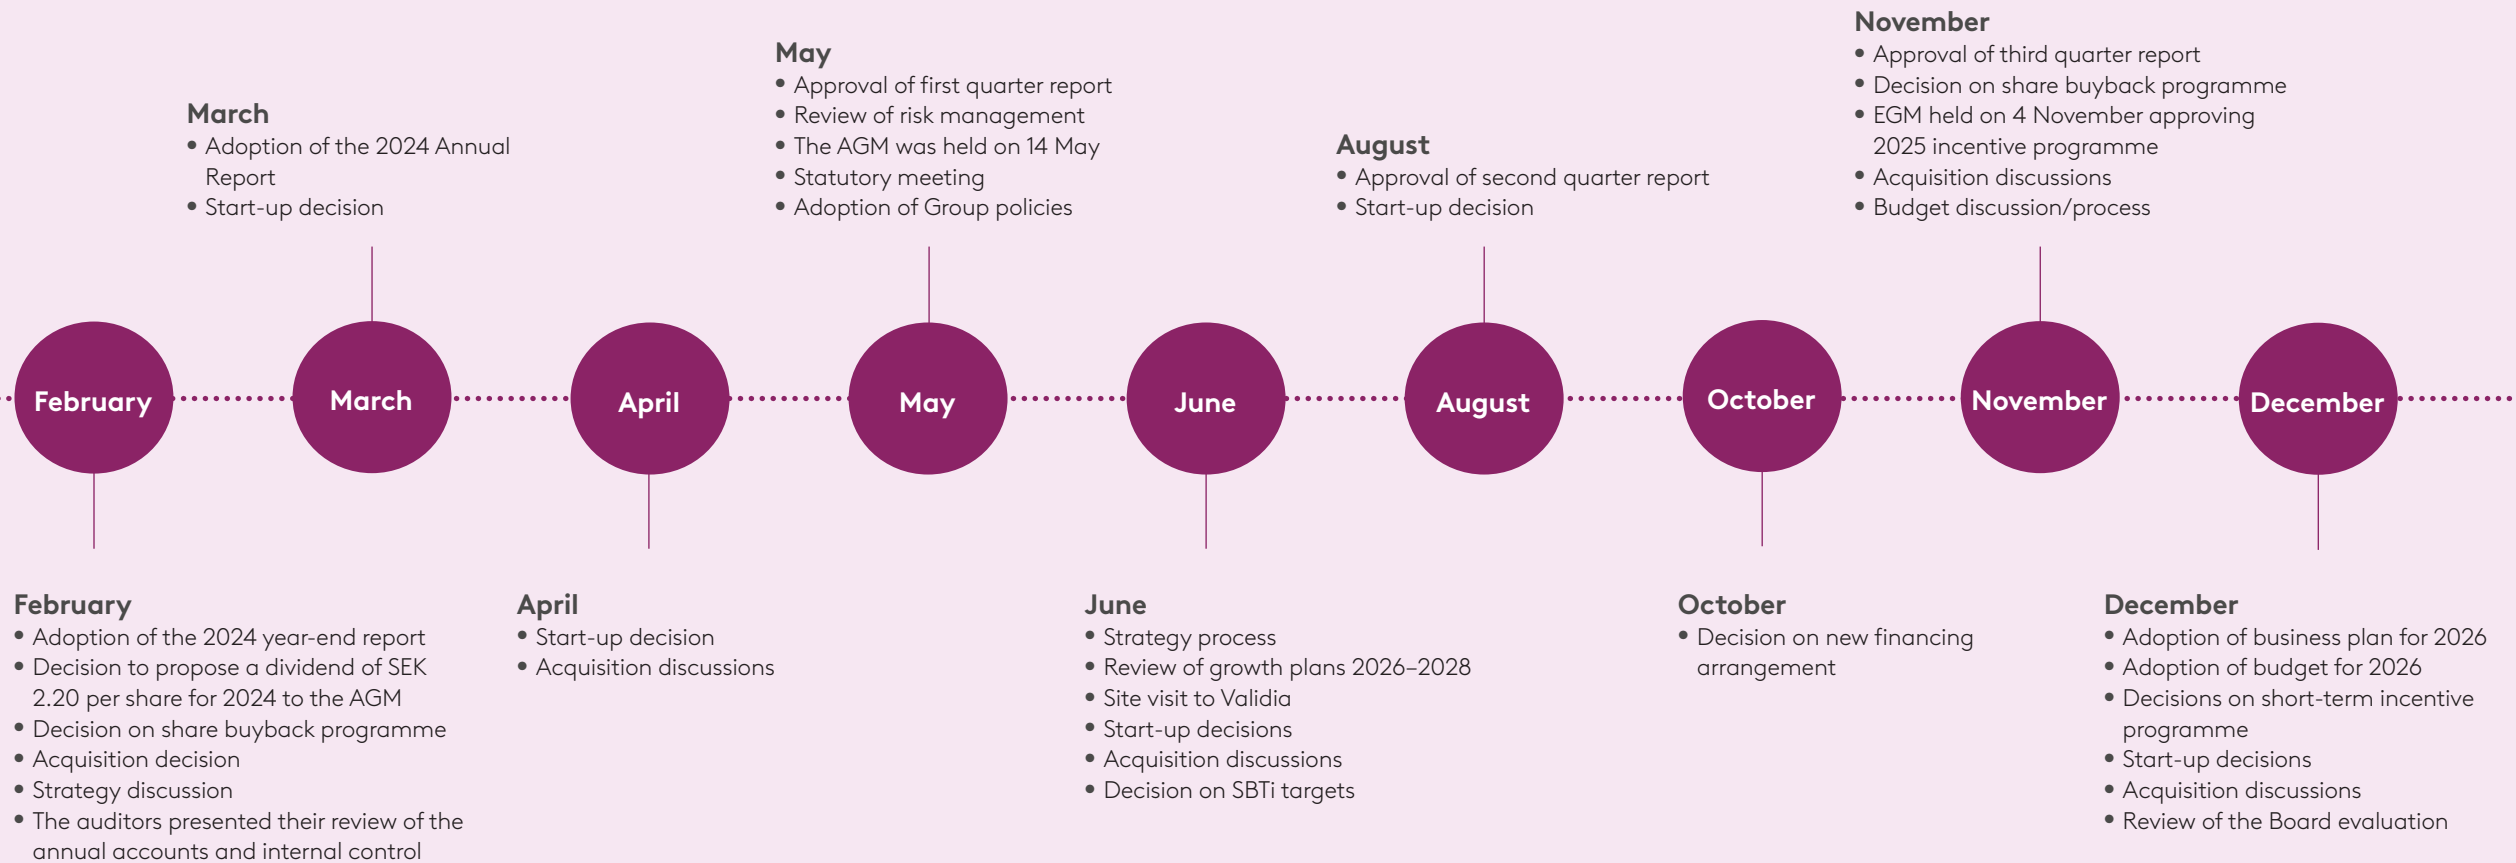 November
• Approval of third quarter report
• Decision on share buyback programme
• EGM held on 4 November approving
2025 incentive programme
• Acquisition discussions
• Budget discussion/process
May
• Approval of first quarter report
• Review of risk management
• The AGM was held on 14 May
• Statutory meeting
• Adoption of Group policies
March
• Adoption of the 2024 Annual
Report
• Start-up decision
August
• Approval of second quarter report
• Start-up decision
February
March
April
May
June
August
October
November
December
February
• Adoption of the 2024 year-end report
• Decision to propose a dividend of SEK
2.20 per share for 2024 to the AGM
• Decision on share buyback programme
• Acquisition decision
• Strategy discussion
• The auditors presented their review of the
annual accounts and internal control
April
• Start-up decision
• Acquisition discussions
June
• Strategy process
• Review of growth plans 2026–2028
• Site visit to Validia
• Start-up decisions
• Acquisition discussions
• Decision on SBTi targets
October
• Decision on new financing
arrangement
December
• Adoption of business plan for 2026
• Adoption of budget for 2026
• Decisions on short-term incentive
programme
• Start-up decisions
• Acquisition discussions
• Review of the Board evaluation